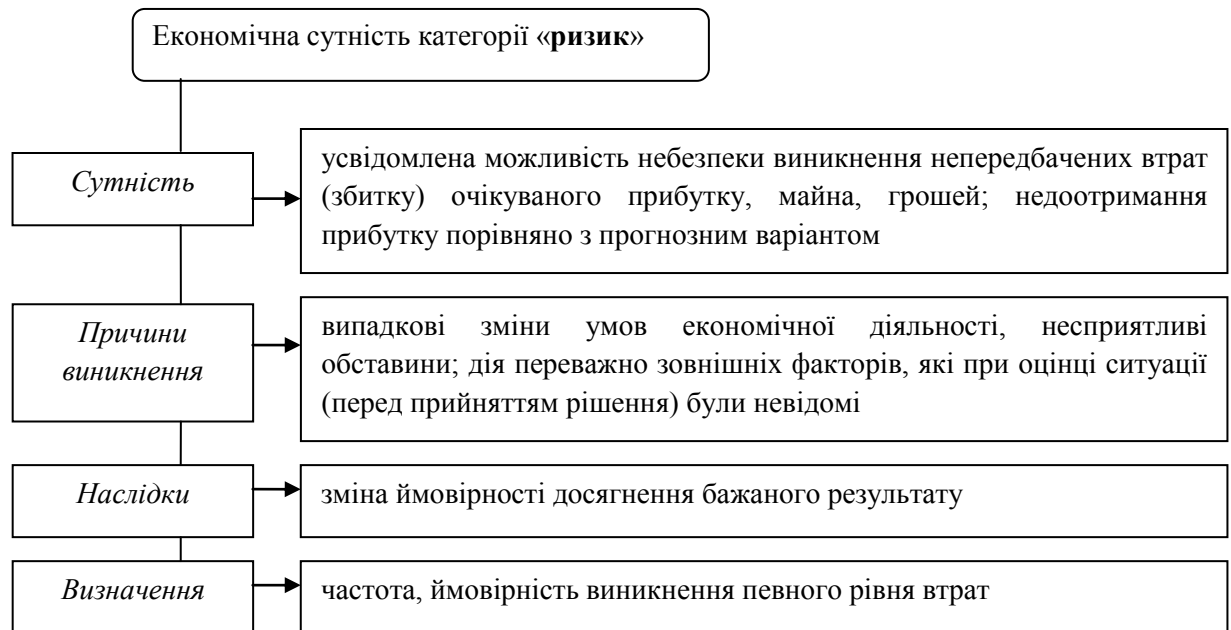 Економічна сутність категорії «ризик»
Сутність
усвідомлена можливість небезпеки виникнення непередбачених втрат
(збитку) очікуваного прибутку, майна, грошей; недоотримання
прибутку порівняно з прогнозним варіантом
Причини
виникнення
випадкові зміни умов економічної діяльності, несприятливі
обставини; дія переважно зовнішніх факторів, які при оцінці ситуації
(перед прийняттям рішення) були невідомі
Наслідки
зміна ймовірності досягнення бажаного результату
Визначення
частота, ймовірність виникнення певного рівня втрат